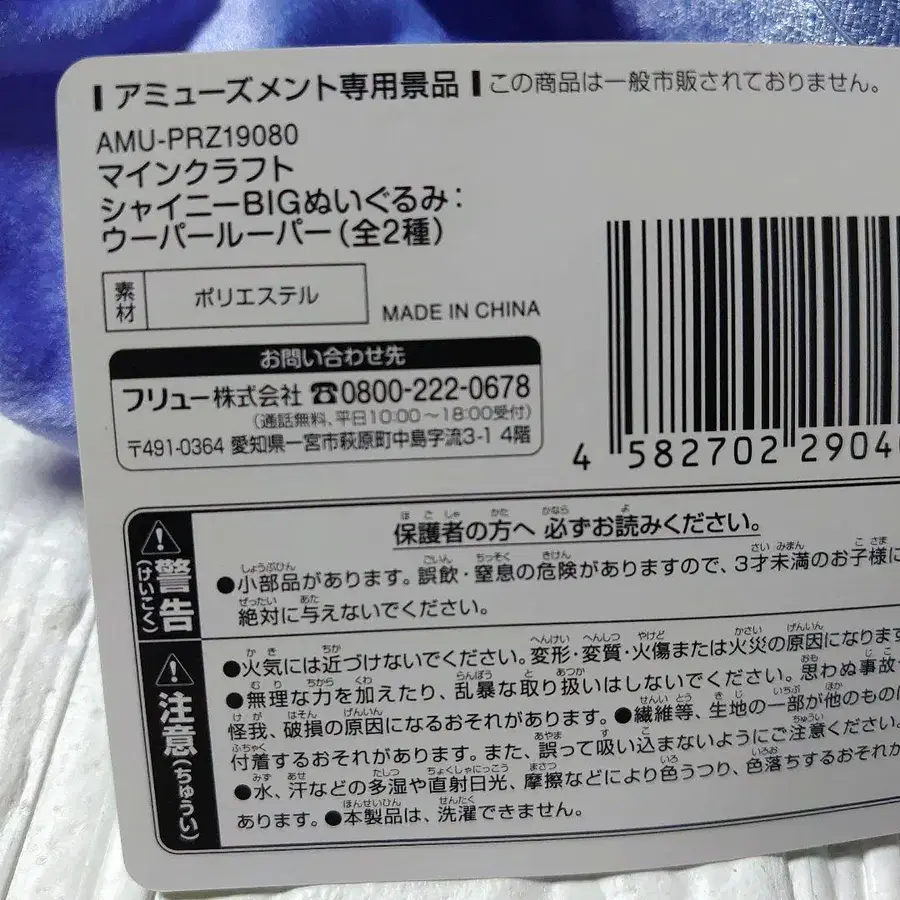 アミューズメント専用景品 この商品は一般市販されておりません。
AMU-PRZ19080
マインクラフト
シャイニーBIGぬいぐるみ:
ウーパールーパー(全2種)
素材 ポリエステル
MADE IN CHINA
お問い合わせ先
フリュー株式会社 ☎0800-222-0678
(通話無料、平日10:00〜18:00受付)
〒491-0364 愛知県一宮市萩原町中島字流3-1 4階
4 582702 2904
警告(けいこく)
保護者の方へ 必ずお読みください。
●小部品があります。誤飲・窒息の危険がありますので、3才未満のお子様に
絶対に与えないでください。
注意(ちゅうい)
●火気には近づけないでください。変形・変質・火傷または火災の原因になります
●無理な力を加えたり、乱暴な取り扱いはしないでください。思わぬ事故
怪我、破損の原因になるおそれがあります。●繊維等、生地の一部が他のものに
付着するおそれがあります。また、誤って吸い込まないようにご注意ください。
●水、汗などの多湿や直射日光、摩擦などにより色うつり、色落ちするおそれが
あります。●本製品は、洗濯できません。